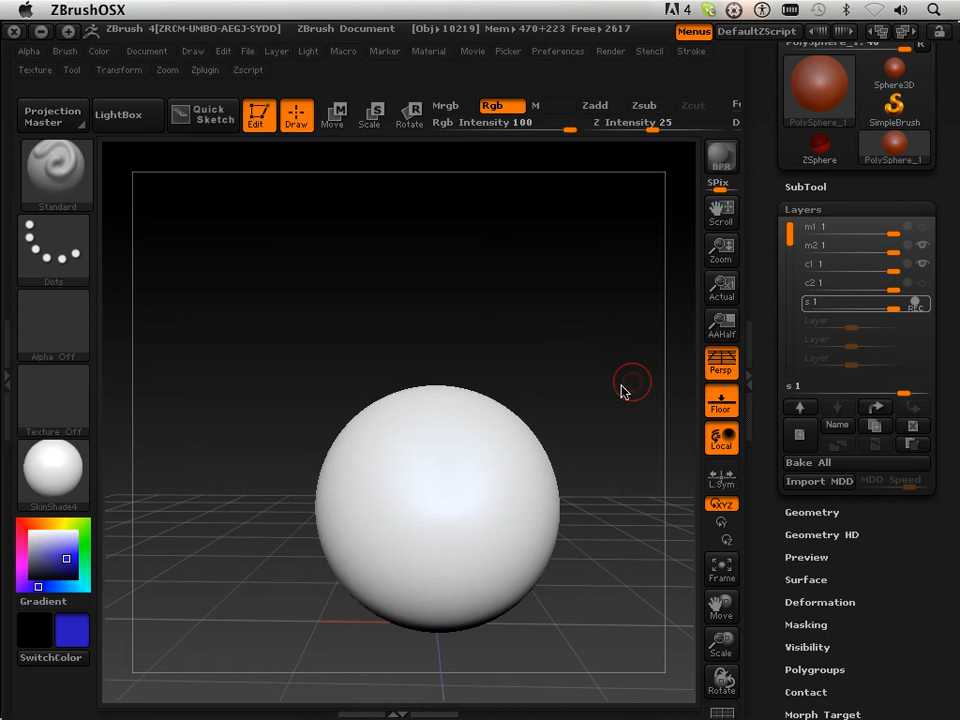 ZBrushOSX
4
ZBrush 4[ZRCM-UMBO-AEGJ-SYDD] ZBrush Document [Obj▸10219] Mem▸470+223 Free▸2617 Menus DefaultZScript
Alpha Brush Color Document Draw Edit File Layer Light Macro Marker Material Movie Picker Preferences Render Stencil Stroke
Texture Tool Transform Zoom Zplugin Zscript
Projection Master
LightBox
Quick Sketch
Edit Draw Move Scale Rotate
Mrgb Rgb M Zadd Zsub Zcut
Rgb Intensity 100 Z Intensity 25
Standard
Dots
Alpha Off
Texture Off
SkinShade4
Gradient
SwitchColor
BPR
SPix
Scroll
Zoom
Actual
AAHalf
Persp
Floor
Local
L.Sym
XYZ
Frame
Move
Scale
Rotate
PolySphere_1. 48 R
PolySphere_1
Sphere3D
SimpleBrush
ZSphere
PolySphere_1
SubTool
Layers
m1 1
m2 1
c1 1
c2 1
s 1
REC
Layer
Layer
Layer
s 1
Name
Bake All
Import MDD MDD Speed
Geometry
Geometry HD
Preview
Surface
Deformation
Masking
Visibility
Polygroups
Contact
Morph Target